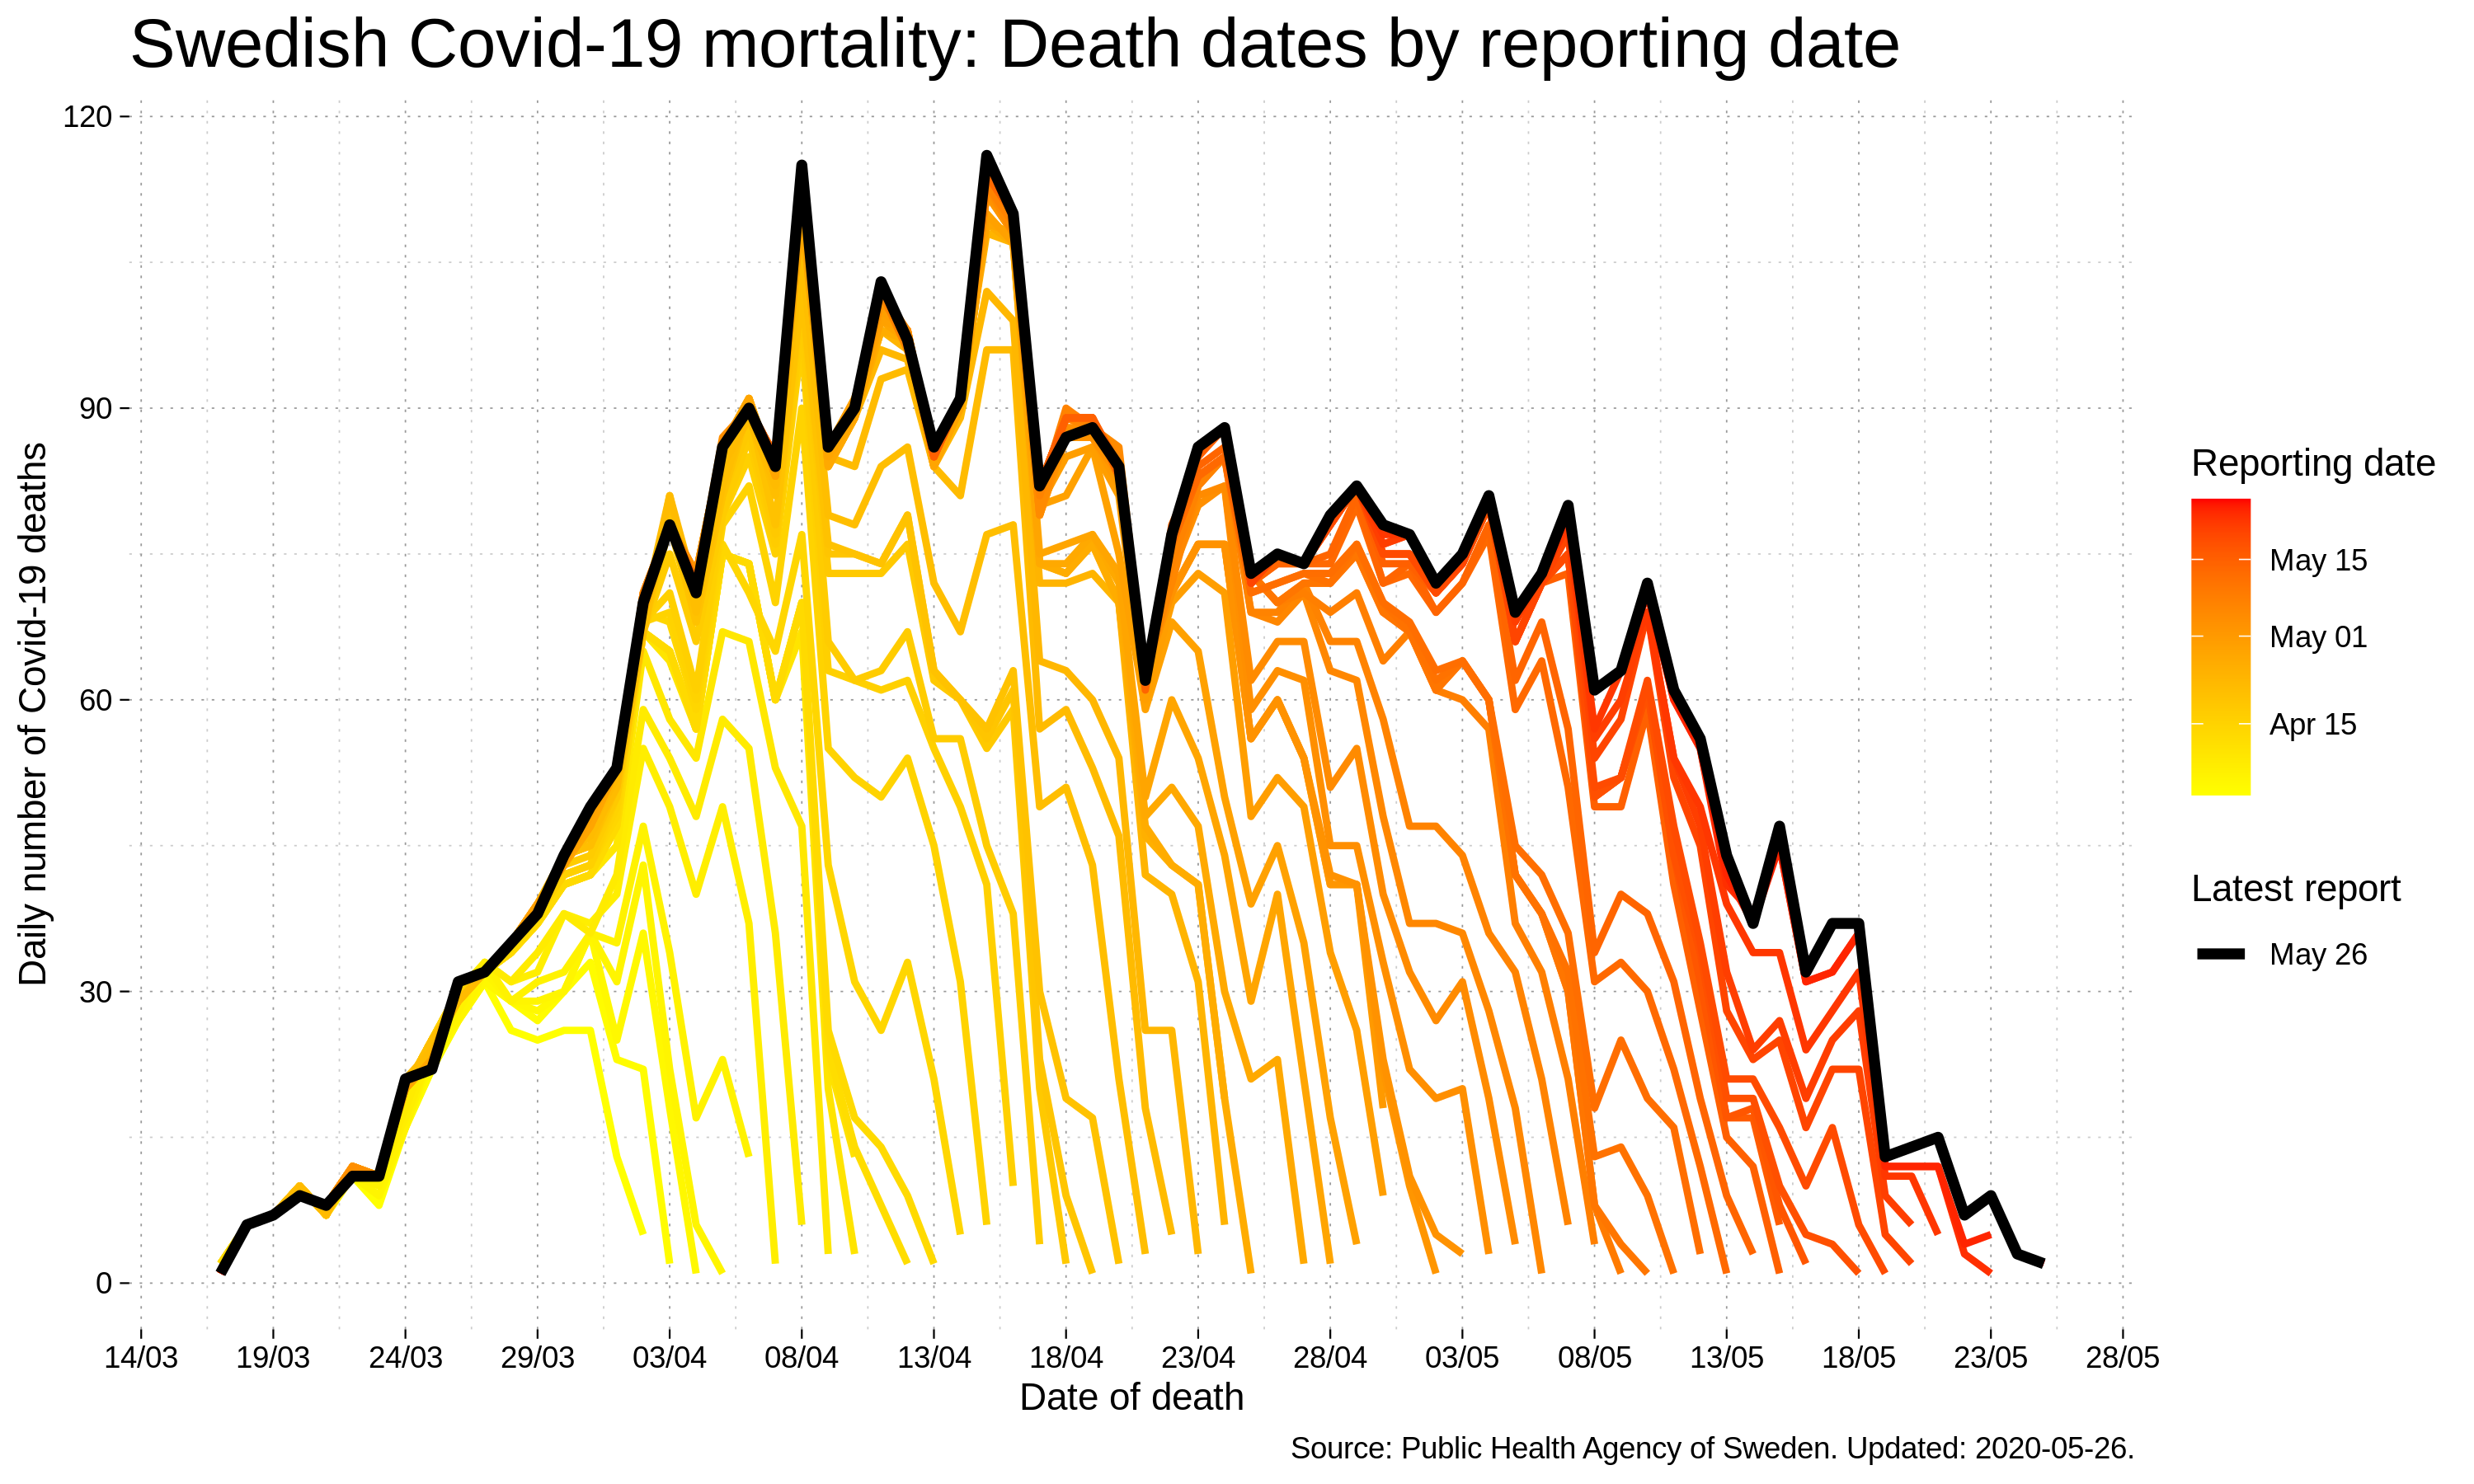 Swedish Covid-19 mortality: Death dates by reporting date
Daily number of Covid-19 deaths
120
90
60
30
0
14/03 19/03 24/03 29/03 03/04 08/04 13/04 18/04 23/04 28/04 03/05 08/05 13/05 18/05 23/05 28/05
Date of death
Reporting date
May 15
May 01
Apr 15
Latest report
May 26
Source: Public Health Agency of Sweden. Updated: 2020-05-26.